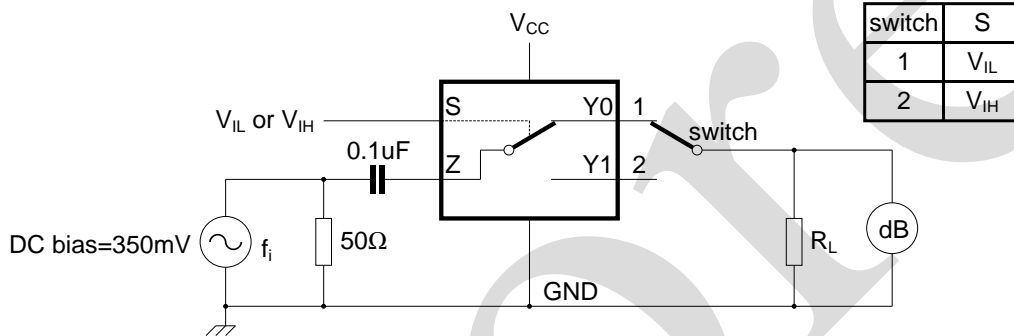 V_CC
switch S
1 V_IL
2 V_IH
V_IL or V_IH
S
Y0
1
switch
0.1uF
Z
Y1
2
DC bias=350mV
f_i
50Ω
R_L
dB
GND